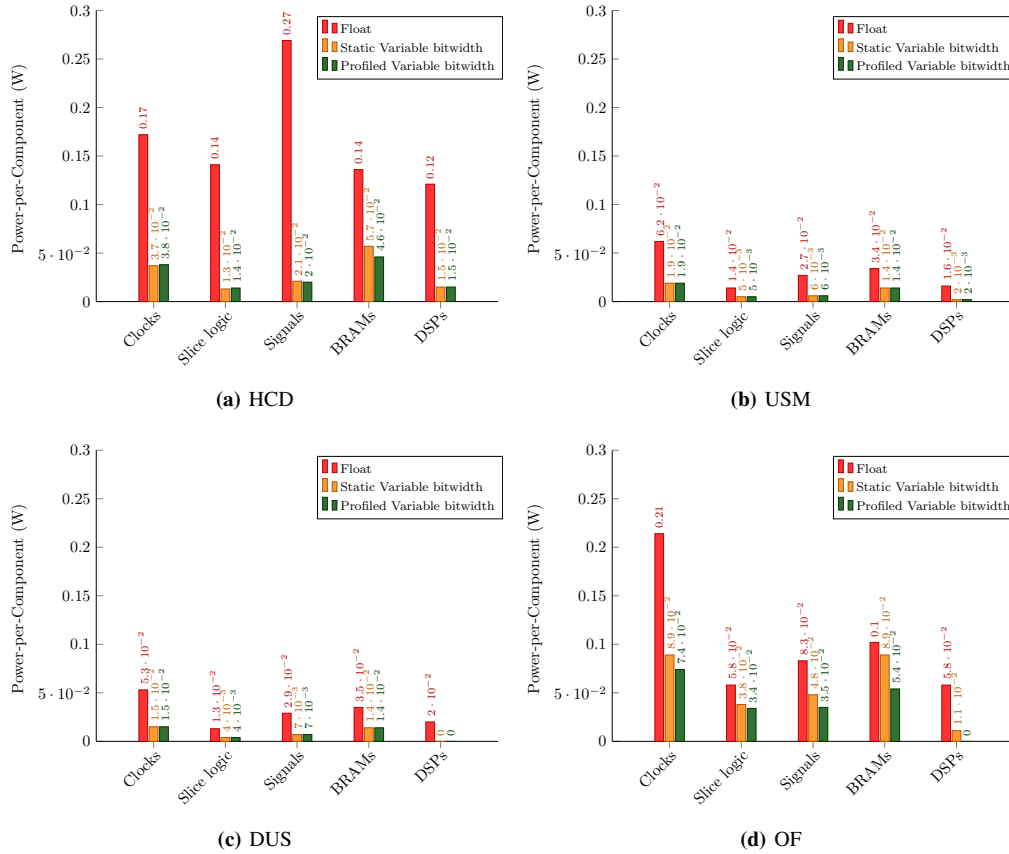 0.3
0.25
0.2
0.15
0.1
5 · 10⁻²
0
Power-per-Component (W)
Float
Static Variable bitwidth
Profiled Variable bitwidth
0.17
3.7 · 10⁻²
3.8 · 10⁻²
0.14
1.3 · 10⁻²
1.4 · 10⁻²
0.27
2.1 · 10⁻²
2 · 10⁻²
0.14
5.7 · 10⁻²
4.6 · 10⁻²
0.12
1.5 · 10⁻²
1.5 · 10⁻²
Clocks
Slice logic
Signals
BRAMs
DSPs
(a) HCD
0.3
0.25
0.2
0.15
0.1
5 · 10⁻²
0
Power-per-Component (W)
Float
Static Variable bitwidth
Profiled Variable bitwidth
6.2 · 10⁻²
1.9 · 10⁻²
1.9 · 10⁻²
1.4 · 10⁻²
5 · 10⁻³
5 · 10⁻³
2.7 · 10⁻²
6 · 10⁻³
6 · 10⁻³
3.4 · 10⁻²
1.4 · 10⁻²
1.4 · 10⁻²
1.6 · 10⁻²
2 · 10⁻³
2 · 10⁻³
Clocks
Slice logic
Signals
BRAMs
DSPs
(b) USM
0.3
0.25
0.2
0.15
0.1
5 · 10⁻²
0
Power-per-Component (W)
Float
Static Variable bitwidth
Profiled Variable bitwidth
5.3 · 10⁻²
1.5 · 10⁻²
1.5 · 10⁻²
1.3 · 10⁻²
4 · 10⁻³
4 · 10⁻³
2.9 · 10⁻²
7 · 10⁻³
7 · 10⁻³
3.5 · 10⁻²
1.4 · 10⁻²
1.4 · 10⁻²
2 · 10⁻²
0
0
Clocks
Slice logic
Signals
BRAMs
DSPs
(c) DUS
0.3
0.25
0.2
0.15
0.1
5 · 10⁻²
0
Power-per-Component (W)
Float
Static Variable bitwidth
Profiled Variable bitwidth
0.21
8.9 · 10⁻²
7.4 · 10⁻²
5.8 · 10⁻²
3.8 · 10⁻²
3.4 · 10⁻²
8.3 · 10⁻²
4.8 · 10⁻²
3.5 · 10⁻²
0.1
8.9 · 10⁻²
5.4 · 10⁻²
5.8 · 10⁻²
1.1 · 10⁻²
0
Clocks
Slice logic
Signals
BRAMs
DSPs
(d) OF